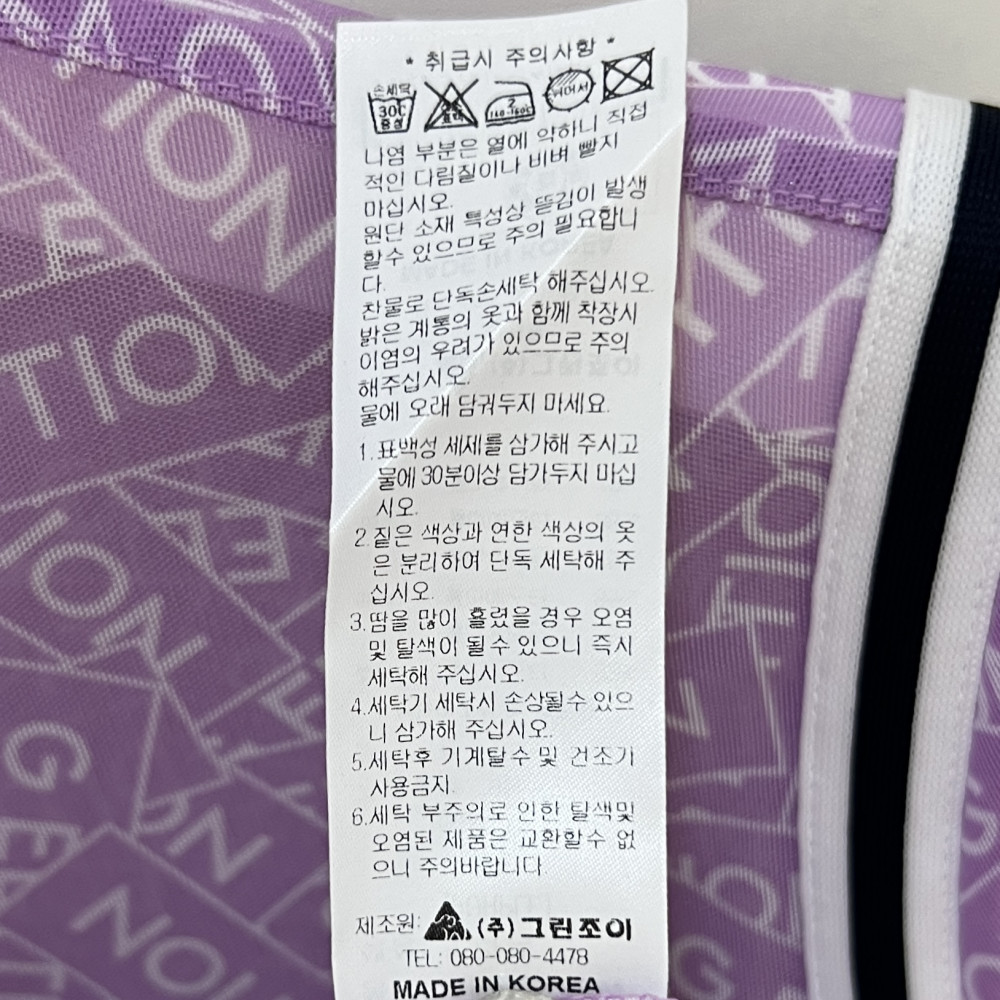 * 취급시 주의사항 *
손세탁
30C
중성
2
140-160C
뉘어서
나염 부분은 열에 약하니 직접
적인 다림질이나 비벼 빨지
마십시오.
원단 소재 특성상 뜯김이 발생
할수 있으므로 주의 필요합니
다.
찬물로 단독손세탁 해주십시오.
밝은 계통의 옷과 함께 착장시
이염의 우려가 있으므로 주의
해주십시오.
물에 오래 담궈두지 마세요.
1.표백성 세제를 삼가해 주시고
물에 30분이상 담가두지 마십
시오.
2.짙은 색상과 연한 색상의 옷
은 분리하여 단독 세탁해 주
십시오.
3.땀을 많이 흘렸을 경우 오염
및 탈색이 될수 있으니 즉시
세탁해 주십시오.
4.세탁기 세탁시 손상될수 있으
니 삼가해 주십시오.
5.세탁후 기계탈수 및 건조기
사용금지.
6.세탁 부주의로 인한 탈색및
오염된 제품은 교환할수 없
으니 주의바랍니다.
제조원: (주)그린조이
TEL: 080-080-4478
MADE IN KOREA